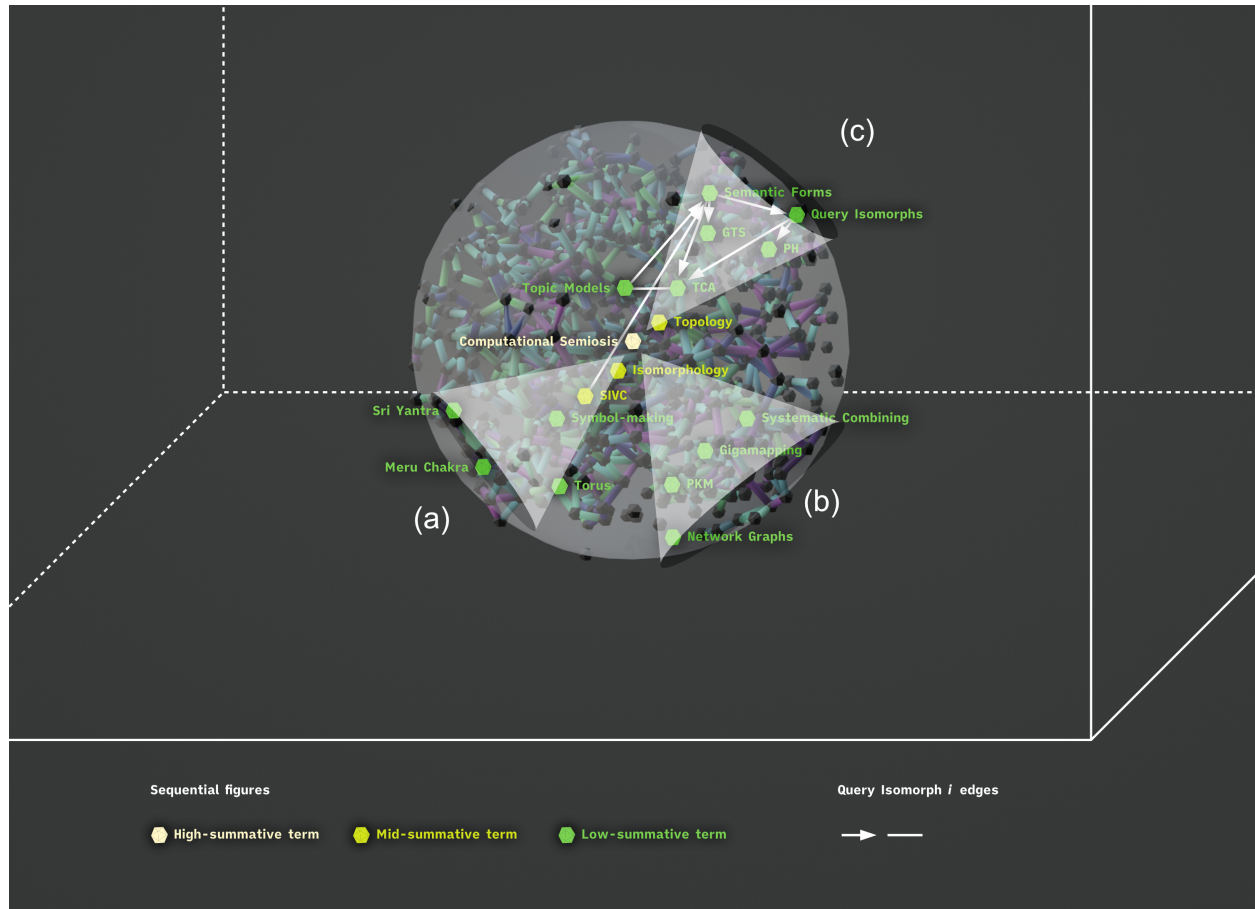 (c)
Semantic Forms
Query Isomorphs
GTS
PH
Topic Models
TCA
Topology
Computational Semiosis
Isomorphology
SIVC
Sri Yantra
Symbol-making
Systematic Combining
Gigamapping
Meru Chakra
Torus
PKM
(b)
(a)
Network Graphs
Sequential figures
Query Isomorph i edges
High-summative term
Mid-summative term
Low-summative term